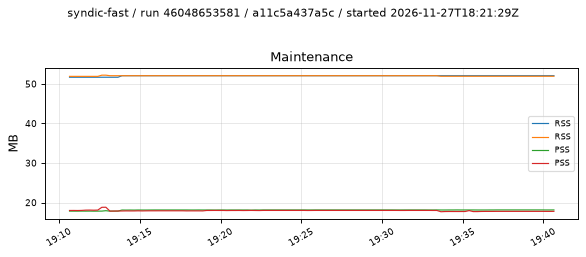 syndic-fast / run 46048653581 / a11c5a437a5c / started 2026-11-27T18:21:29Z
Maintenance
MB
50
40
30
20
RSS
RSS
PSS
PSS
19:10
19:15
19:20
19:25
19:30
19:35
19:40